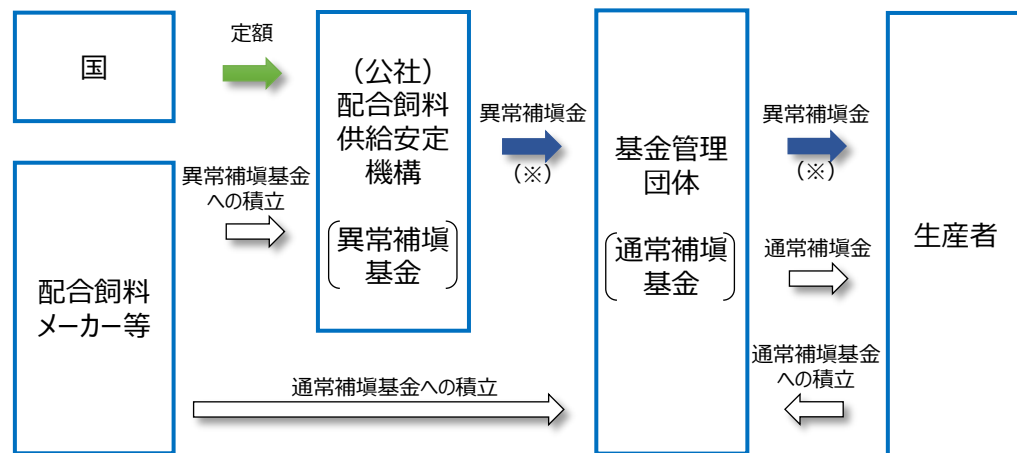 国
定額
（公社）
配合飼料
供給安定
機構
異常補塡
基金
異常補塡基金
への積立
配合飼料
メーカー等
異常補塡金
（※）
基金管理
団体
通常補塡
基金
異常補塡金
（※）
通常補塡金
通常補塡基金
への積立
生産者
通常補塡基金への積立